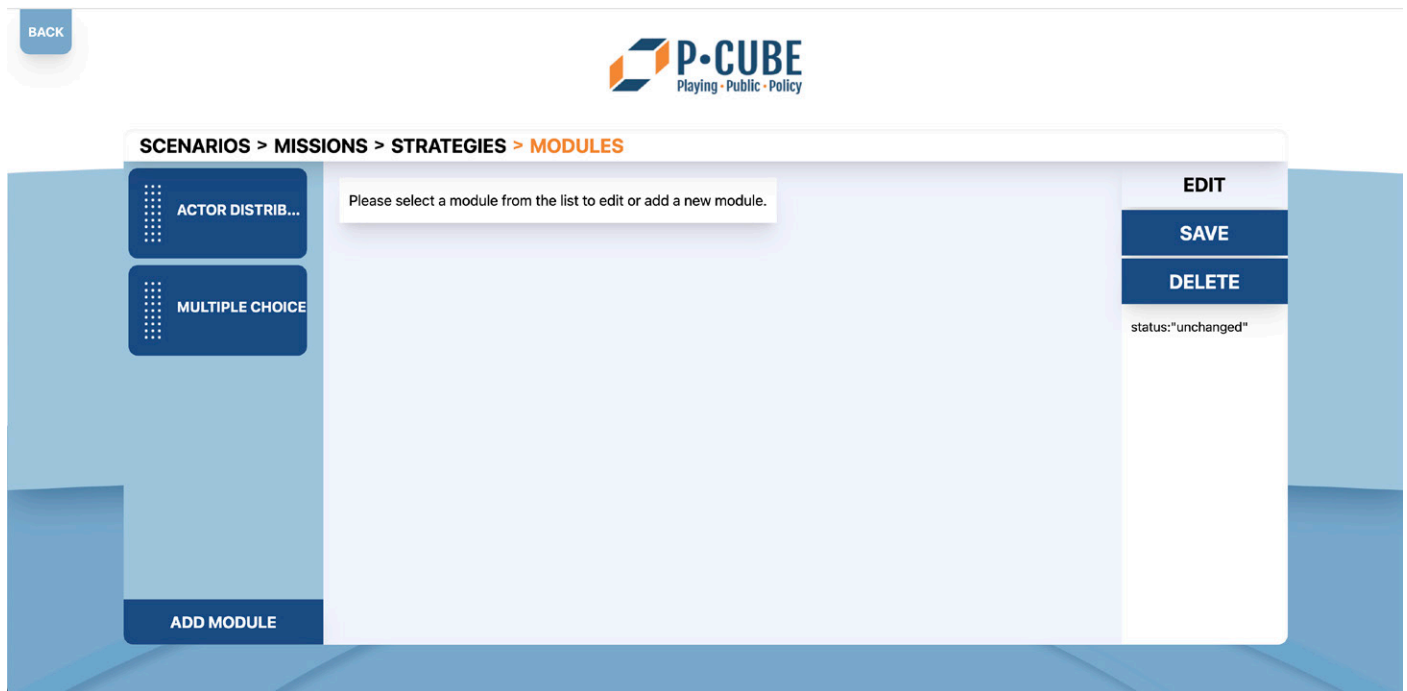 BACK
P•CUBE
Playing • Public • Policy
SCENARIOS > MISSIONS > STRATEGIES > MODULES
ACTOR DISTRIB...
MULTIPLE CHOICE
ADD MODULE
Please select a module from the list to edit or add a new module.
EDIT
SAVE
DELETE
status:"unchanged"